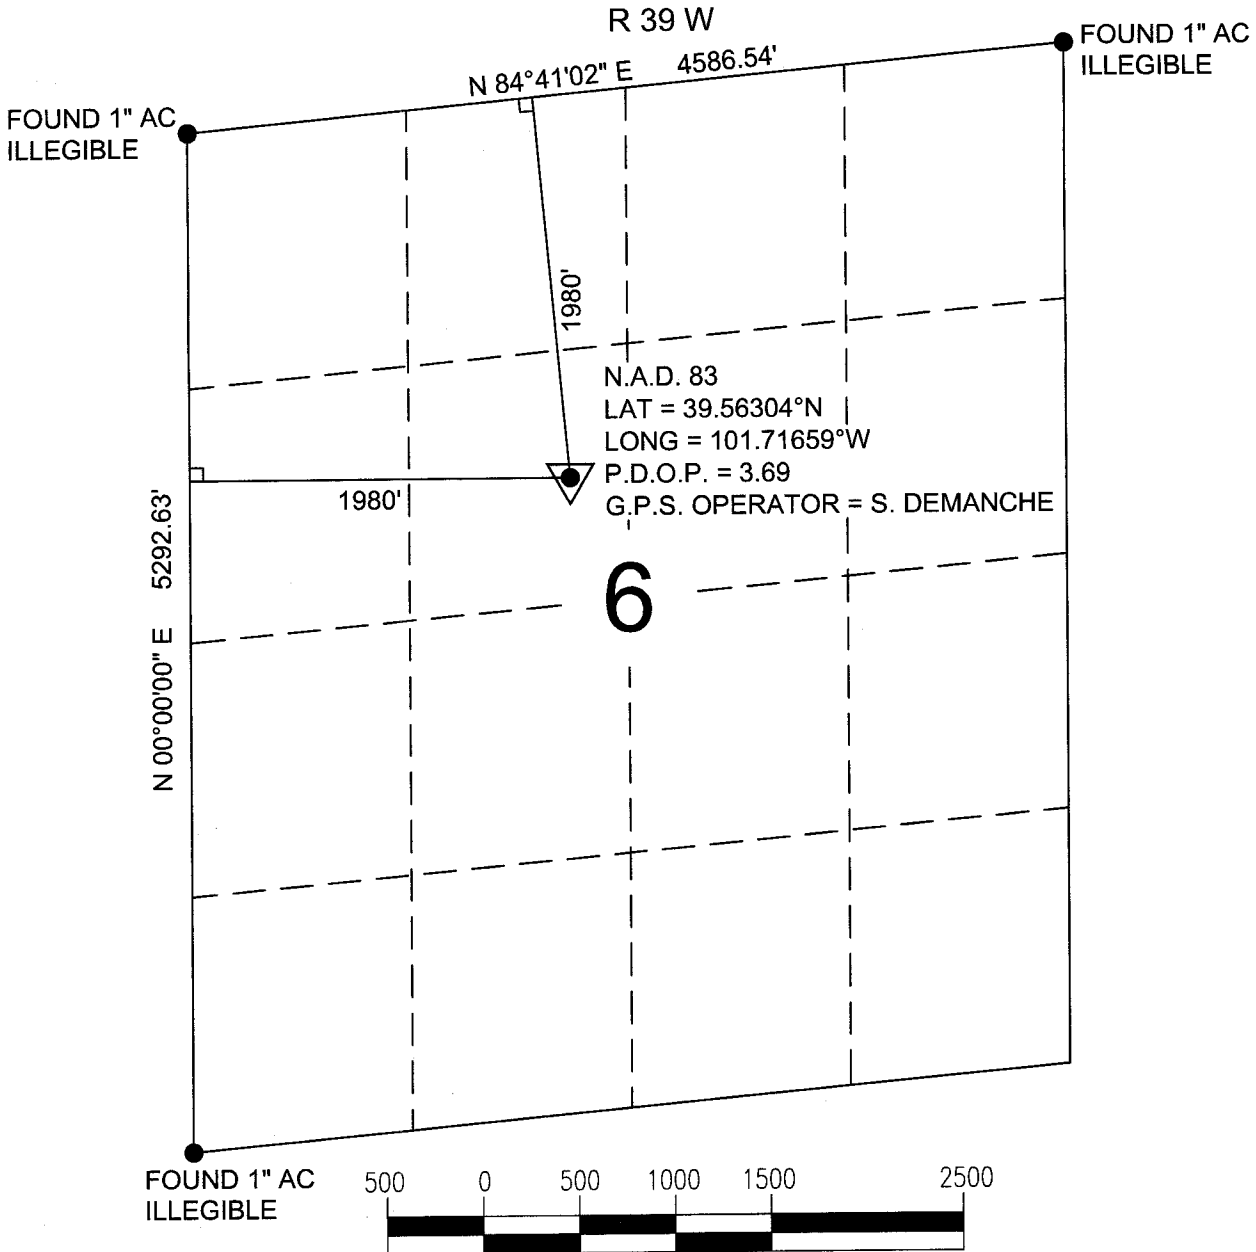 R 39 W
N 84°41'02" E 4586.54'
FOUND 1" AC
ILLEGIBLE
FOUND 1" AC
ILLEGIBLE
1980'
N.A.D. 83
LAT = 39.56304°N
LONG = 101.71659°W
P.D.O.P. = 3.69
G.P.S. OPERATOR = S. DEMANCHE
1980'
N 00°00'00" E 5292.63'
6
FOUND 1" AC
ILLEGIBLE
500 0 500 1000 1500 2500